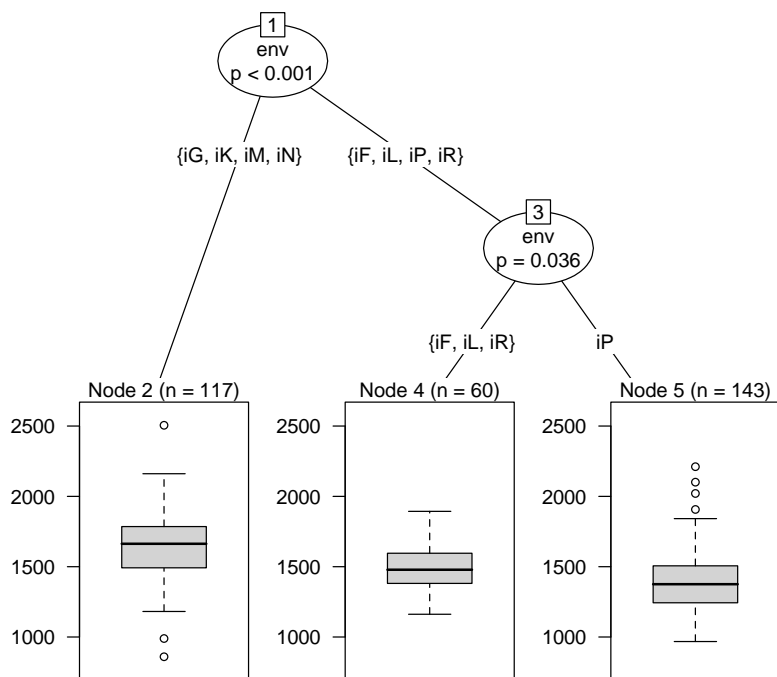 1
env
p < 0.001
{iG, iK, iM, iN}
{iF, iL, iP, iR}
3
env
p = 0.036
{iF, iL, iR}
iP
Node 2 (n = 117)
2500
2000
1500
1000
Node 4 (n = 60)
2500
2000
1500
1000
Node 5 (n = 143)
2500
2000
1500
1000